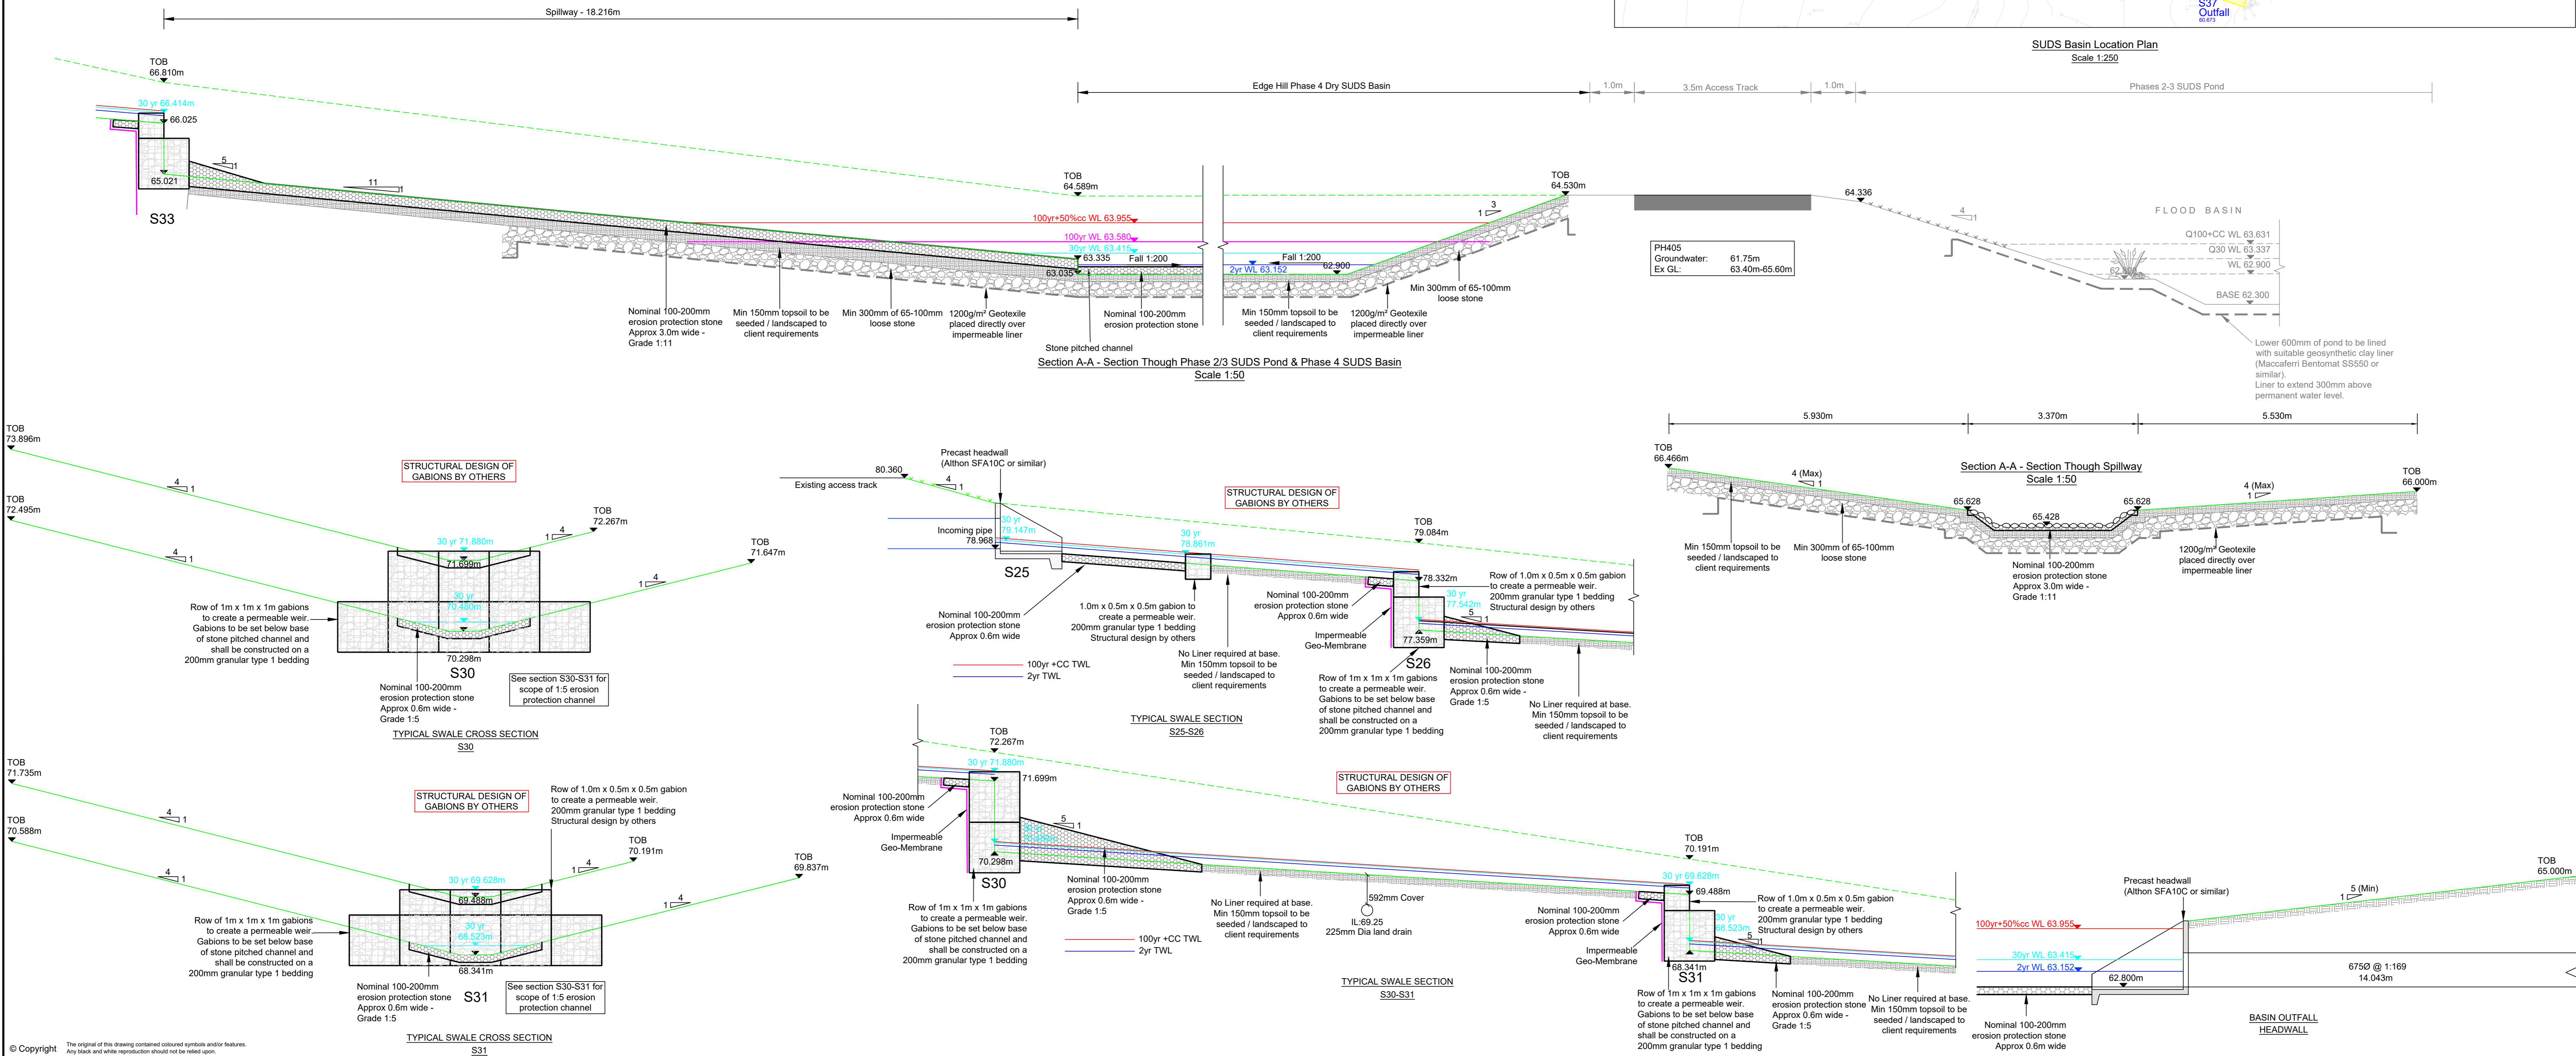 Spillway - 18.216m
S37
Outfall
60.673
SUDS Basin Location Plan
Scale 1:250
TOB
66.810m
30 yr 66.414m
66.025
65.021
S33
5
1
11
1
Edge Hill Phase 4 Dry SUDS Basin
1.0m
3.5m Access Track
1.0m
Phases 2-3 SUDS Pond
TOB
64.589m
TOB
64.530m
100yr+50%cc WL 63.955
100yr WL 63.580
30yr WL 63.415
63.335
63.035
Fall 1:200
Fall 1:200
2yr WL 63.152
62.900
3
1
64.336
4
1
FLOOD BASIN
Q100+CC WL 63.631
Q30 WL 63.337
WL 62.900
BASE 62.300
PH405
Groundwater: 61.75m
Ex GL: 63.40m-65.60m
Nominal 100-200mm
erosion protection stone
Approx 3.0m wide -
Grade 1:11
Min 150mm topsoil to be
seeded / landscaped to
client requirements
Min 300mm of 65-100mm
loose stone
1200g/m² Geotexile
placed directly over
impermeable liner
Nominal 100-200mm
erosion protection stone
Stone pitched channel
Min 150mm topsoil to be
seeded / landscaped to
client requirements
1200g/m² Geotexile
placed directly over
impermeable liner
Min 300mm of 65-100mm
loose stone
Section A-A - Section Though Phase 2/3 SUDS Pond & Phase 4 SUDS Basin
Scale 1:50
Lower 600mm of pond to be lined
with suitable geosynthetic clay liner
(Maccaferri Bentomat SS550 or
similar).
Liner to extend 300mm above
permanent water level.
TOB
73.896m
TOB
72.495m
4
1
4
1
STRUCTURAL DESIGN OF
GABIONS BY OTHERS
TOB
72.267m
TOB
71.647m
4
1
4
1
30 yr 71.880m
71.699m
30 yr
70.298m
S30
Row of 1m x 1m x 1m gabions
to create a permeable weir.
Gabions to be set below base
of stone pitched channel and
shall be constructed on a
200mm granular type 1 bedding
Nominal 100-200mm
erosion protection stone
Approx 0.6m wide -
Grade 1:5
See section S30-S31 for
scope of 1:5 erosion
protection channel
TYPICAL SWALE CROSS SECTION
S30
Existing access track
80.360
4
1
Precast headwall
(Althon SFA10C or similar)
Incoming pipe
78.968
30 yr
79.147m
S25
30 yr
78.861m
STRUCTURAL DESIGN OF
GABIONS BY OTHERS
TOB
79.084m
78.332m
30 yr
77.542m
77.359m
5
1
S26
Nominal 100-200mm
erosion protection stone
Approx 0.6m wide
1.0m x 0.5m x 0.5m gabion to
create a permeable weir.
200mm granular type 1 bedding
Structural design by others
No Liner required at base.
Min 150mm topsoil to be
seeded / landscaped to
client requirements
Nominal 100-200mm
erosion protection stone
Approx 0.6m wide
Impermeable
Geo-Membrane
Row of 1.0m x 0.5m x 0.5m gabion
to create a permeable weir.
200mm granular type 1 bedding
Structural design by others
Row of 1m x 1m x 1m gabions
to create a permeable weir.
Gabions to be set below base
of stone pitched channel and
shall be constructed on a
200mm granular type 1 bedding
Nominal 100-200mm
erosion protection stone
Approx 0.6m wide -
Grade 1:5
No Liner required at base.
Min 150mm topsoil to be
seeded / landscaped to
client requirements
100yr +CC TWL
2yr TWL
TYPICAL SWALE SECTION
S25-S26
5.930m
3.370m
5.530m
TOB
66.466m
4 (Max)
1
Section A-A - Section Though Spillway
Scale 1:50
65.628
65.428
65.628
4 (Max)
1
TOB
66.000m
Min 150mm topsoil to be
seeded / landscaped to
client requirements
Min 300mm of 65-100mm
loose stone
Nominal 100-200mm
erosion protection stone
Approx 3.0m wide -
Grade 1:11
1200g/m² Geotexile
placed directly over
impermeable liner
TOB
71.735m
TOB
70.588m
4
1
4
1
STRUCTURAL DESIGN OF
GABIONS BY OTHERS
Row of 1.0m x 0.5m x 0.5m gabion
to create a permeable weir.
200mm granular type 1 bedding
Structural design by others
TOB
70.191m
TOB
69.837m
4
1
4
1
30 yr 69.628m
69.488m
30 yr
68.523m
68.341m
S31
Row of 1m x 1m x 1m gabions
to create a permeable weir.
Gabions to be set below base
of stone pitched channel and
shall be constructed on a
200mm granular type 1 bedding
Nominal 100-200mm
erosion protection stone
Approx 0.6m wide -
Grade 1:5
See section S30-S31 for
scope of 1:5 erosion
protection channel
TYPICAL SWALE CROSS SECTION
S31
TOB
72.267m
30 yr 71.880m
71.699m
5
1
30 yr
70.298m
S30
Nominal 100-200mm
erosion protection stone
Approx 0.6m wide
Impermeable
Geo-Membrane
Row of 1m x 1m x 1m gabions
to create a permeable weir.
Gabions to be set below base
of stone pitched channel and
shall be constructed on a
200mm granular type 1 bedding
Nominal 100-200mm
erosion protection stone
Approx 0.6m wide -
Grade 1:5
100yr +CC TWL
2yr TWL
No Liner required at base.
Min 150mm topsoil to be
seeded / landscaped to
client requirements
592mm Cover
IL:69.25
225mm Dia land drain
STRUCTURAL DESIGN OF
GABIONS BY OTHERS
TYPICAL SWALE SECTION
S30-S31
TOB
70.191m
30 yr 69.628m
69.488m
30 yr
68.523m
5
1
68.341m
S31
Nominal 100-200mm
erosion protection stone
Approx 0.6m wide
Impermeable
Geo-Membrane
Row of 1.0m x 0.5m x 0.5m gabion
to create a permeable weir.
200mm granular type 1 bedding
Structural design by others
Row of 1m x 1m x 1m gabions
to create a permeable weir.
Gabions to be set below base
of stone pitched channel and
shall be constructed on a
200mm granular type 1 bedding
Nominal 100-200mm
erosion protection stone
Approx 0.6m wide -
Grade 1:5
No Liner required at base.
Min 150mm topsoil to be
seeded / landscaped to
client requirements
Precast headwall
(Althon SFA10C or similar)
5 (Min)
1
TOB
65.000m
100yr+50%cc WL 63.955
30yr WL 63.415
2yr WL 63.152
62.800m
675Ø @ 1:169
14.043m
Nominal 100-200mm
erosion protection stone
Approx 0.6m wide
BASIN OUTFALL
HEADWALL
© Copyright
The original of this drawing contained coloured symbols and/or features.
Any black and white reproduction should not be relied upon.